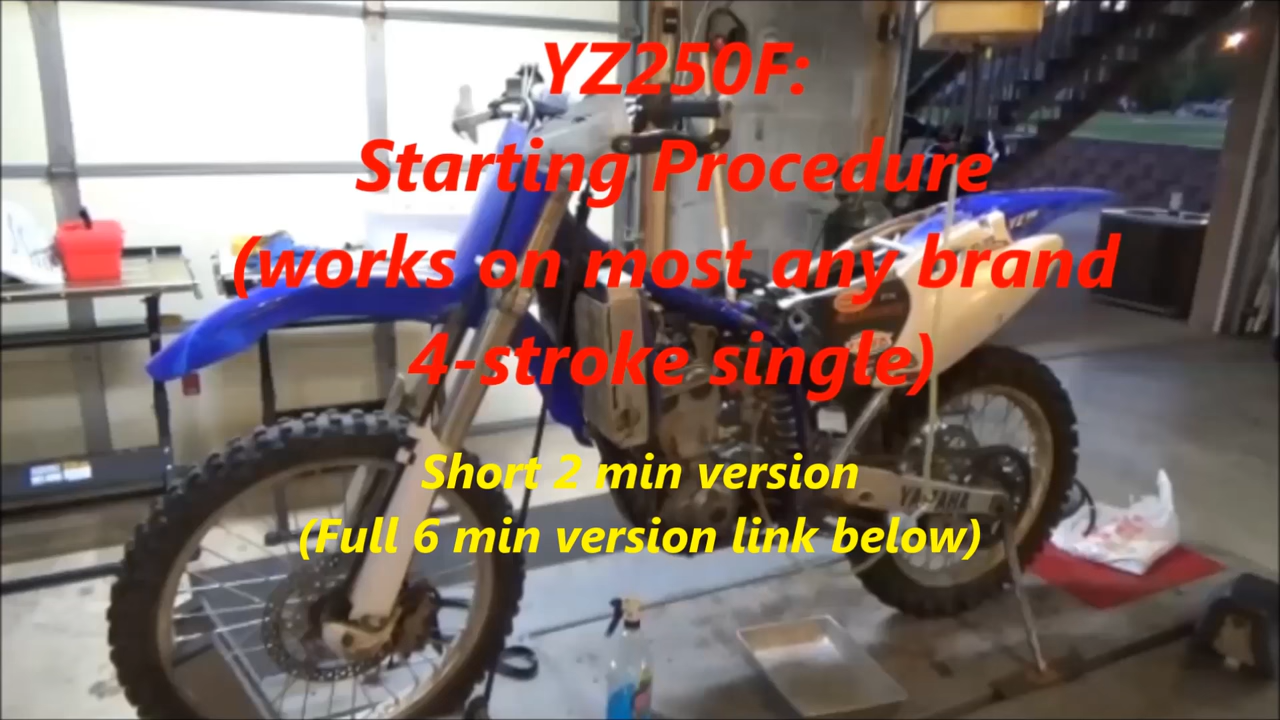 YZ250F:
Starting Procedure
(works on most any brand
4-stroke single)
Short 2 min version
(Full 6 min version link below)
YAMAHA